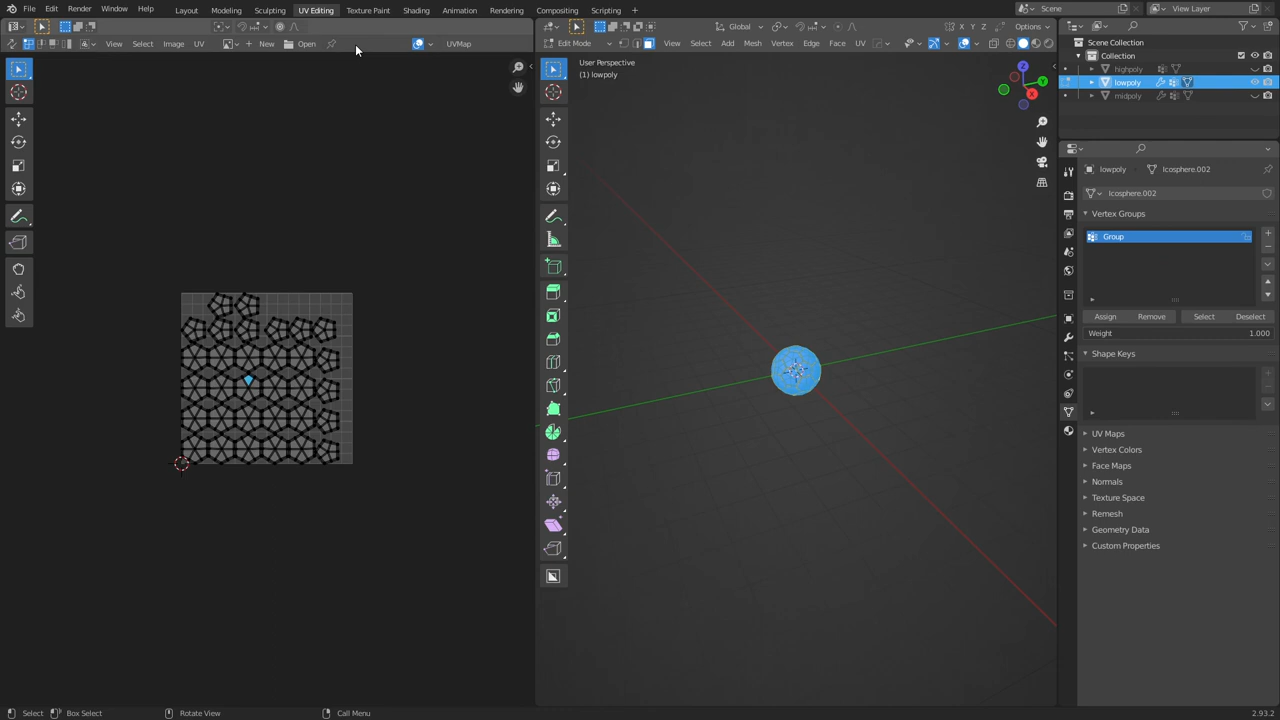 File Edit Render Window Help Layout Modeling Sculpting UV Editing Texture Paint Shading Animation Rendering Compositing Scripting + Scene View Layer
Global Options
View Select Image UV New Open UVMap
Edit Mode View Select Add Mesh Vertex Edge Face UV
Scene Collection
Collection
highpoly
lowpoly
midpoly
User Perspective
(1) lowpoly
Z
Y
X
lowpoly Icosphere.002
Icosphere.002
Vertex Groups
Group
Assign Remove Select Deselect
Weight 1.000
Shape Keys
UV Maps
Vertex Colors
Face Maps
Normals
Texture Space
Remesh
Geometry Data
Custom Properties
Select Box Select Rotate View Call Menu 2.93.2